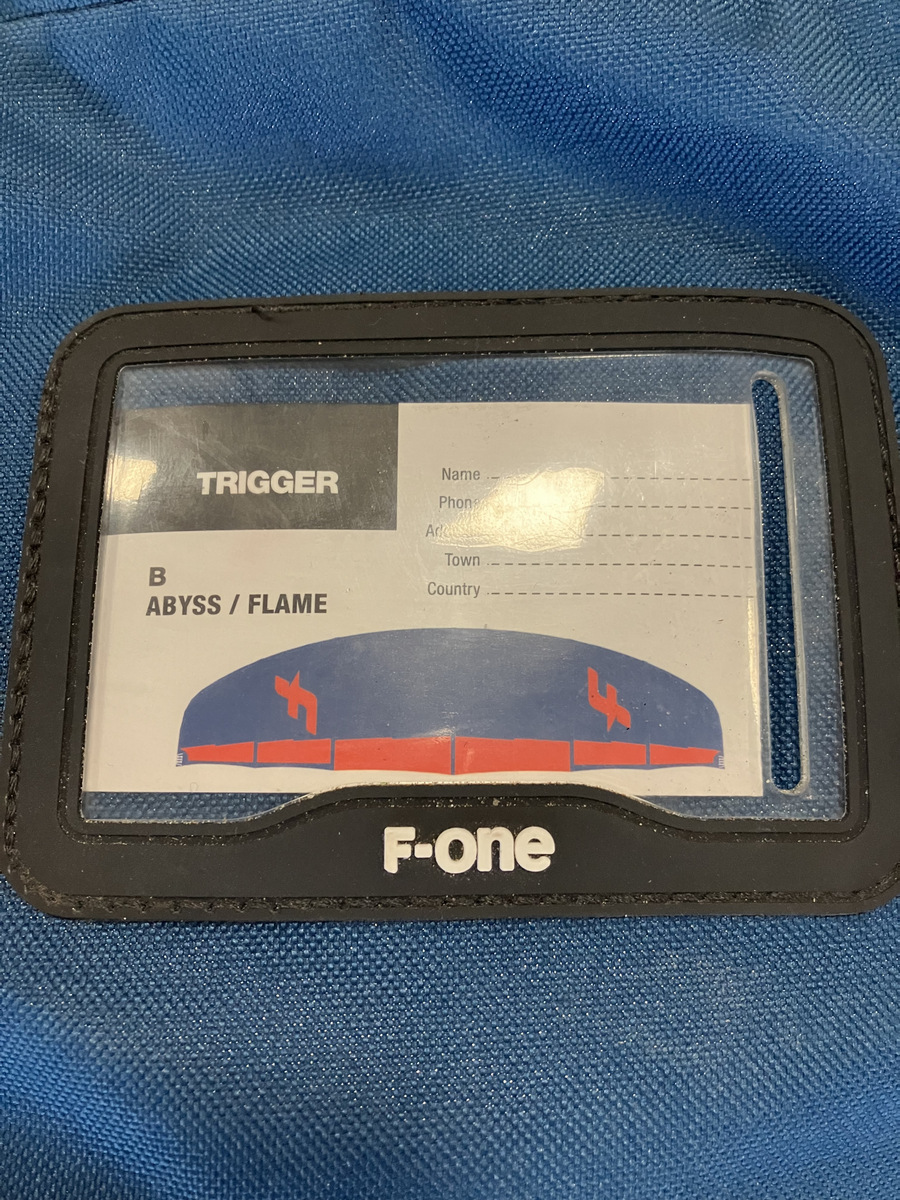 TRIGGER
B
ABYSS / FLAME
Name
Phone
Town
Country
F-one